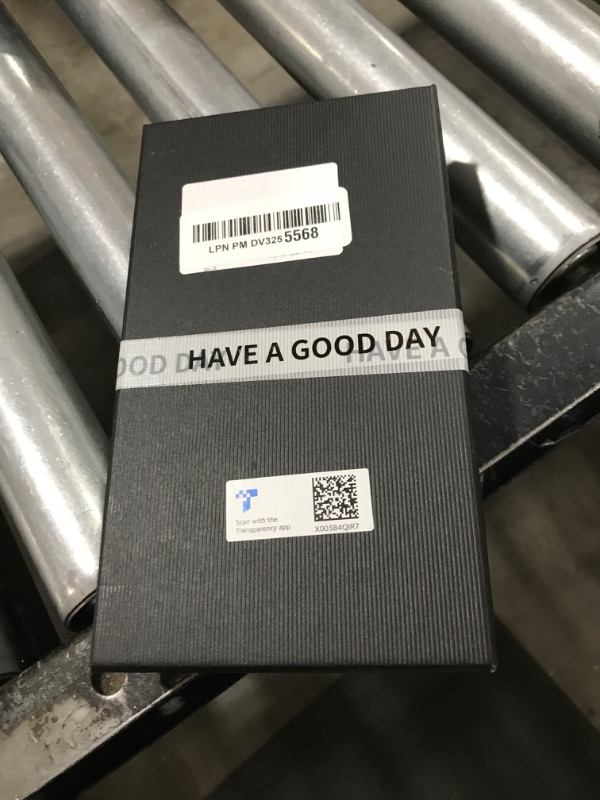 LPN PM DV3255568
HAVE A GOOD DAY
Scan with the
Transparency app
X003B4QIR7